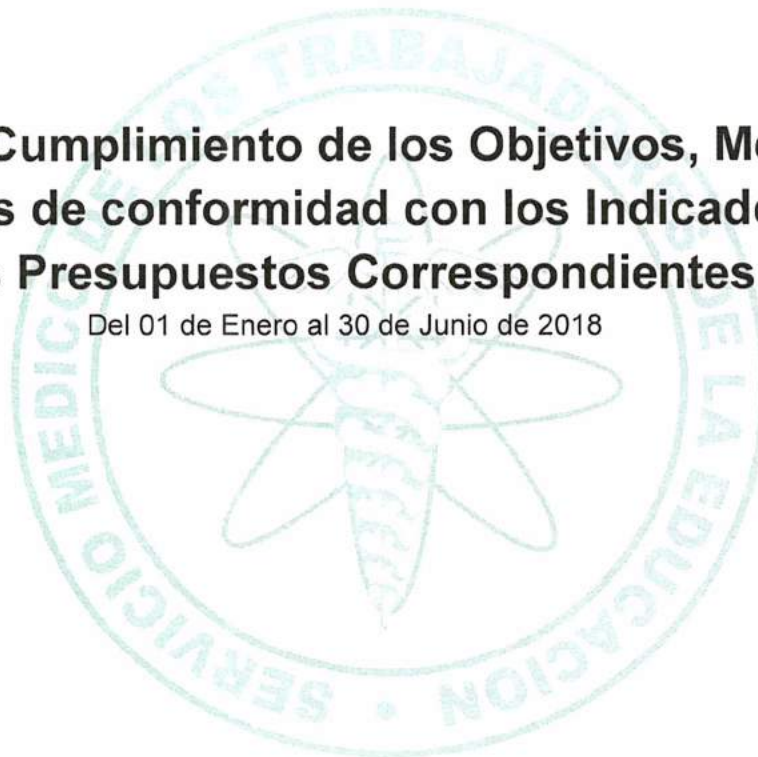 Cumplimiento de los Objetivos, Me
s de conformidad con los Indicado
Presupuestos Correspondientes
Del 01 de Enero al 30 de Junio de 2018
SERVICIO MEDICO DE LOS TRABAJADORES DE LA EDUCACION